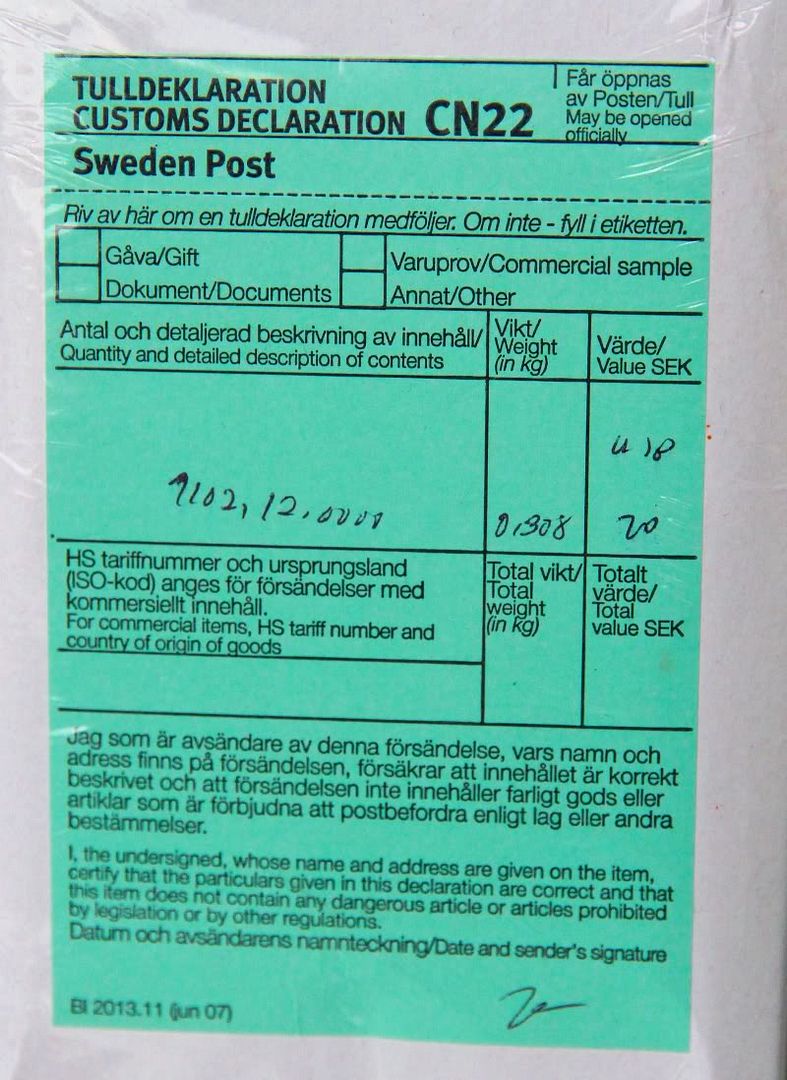 TULLDEKLARATION
CUSTOMS DECLARATION CN22
Får öppnas
av Posten/Tull
May be opened
officially
Sweden Post
Riv av här om en tulldeklaration medföljer. Om inte - fyll i etiketten.
Gåva/Gift
Varuprov/Commercial sample
Dokument/Documents
Annat/Other
Antal och detaljerad beskrivning av innehåll/
Quantity and detailed description of contents
Vikt/
Weight
(in kg)
Värde/
Value SEK
9102, 12.0000
0,308
20
HS tariffnummer och ursprungsland
(ISO-kod) anges för försändelser med
kommersiellt innehåll.
For commercial items, HS tariff number and
country of origin of goods
Total vikt/
Total
weight
(in kg)
Totalt
värde/
Total
value SEK
Jag som är avsändare av denna försändelse, vars namn och
adress finns på försändelsen, försäkrar att innehållet är korrekt
beskrivet och att försändelsen inte innehåller farligt gods eller
artiklar som är förbjudna att postbefordra enligt lag eller andra
bestämmelser.
I, the undersigned, whose name and address are given on the item,
certify that the particulars given in this declaration are correct and that
this item does not contain any dangerous article or articles prohibited
by legislation or by other regulations.
Datum och avsändarens namnteckning/Date and sender's signature
Bl 2013.11 (jun 07)